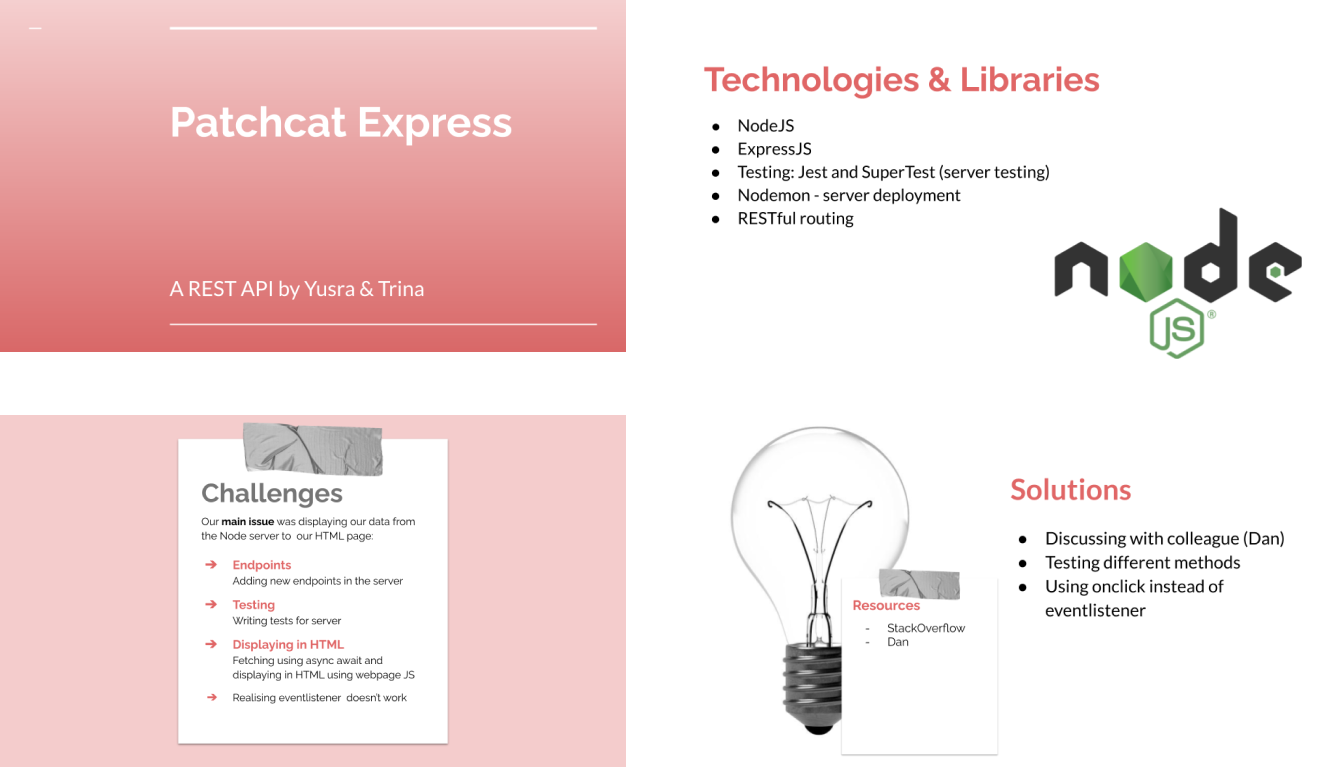 Patchcat Express
A REST API by Yusra & Trina
Technologies & Libraries
● NodeJS
● ExpressJS
● Testing: Jest and SuperTest (server testing)
● Nodemon - server deployment
● RESTful routing
node
JS®
Challenges
Our main issue was displaying our data from
the Node server to our HTML page:
➔ Endpoints
Adding new endpoints in the server
➔ Testing
Writing tests for server
➔ Displaying in HTML
Fetching using async await and
displaying in HTML using webpage JS
➔ Realising eventlistener doesn't work
Resources
- StackOverflow
- Dan
Solutions
● Discussing with colleague (Dan)
● Testing different methods
● Using onclick instead of
eventlistener